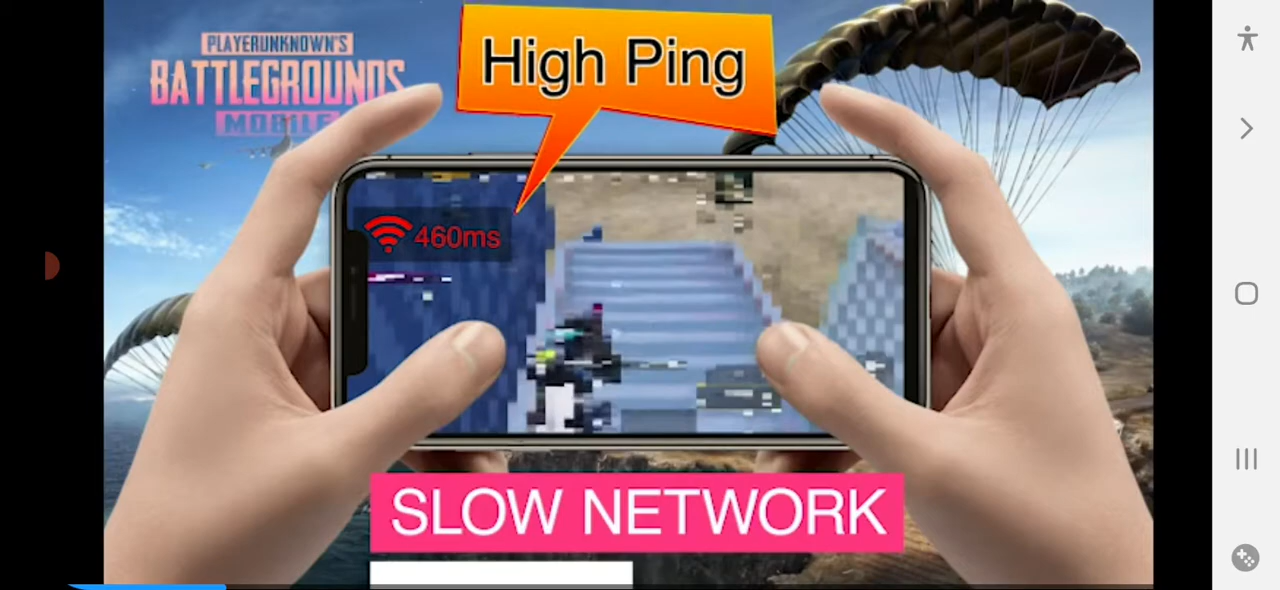 PLAYERUNKNOWN'S
BATTLEGROUNDS
MOBILE
High Ping
460ms
SLOW NETWORK